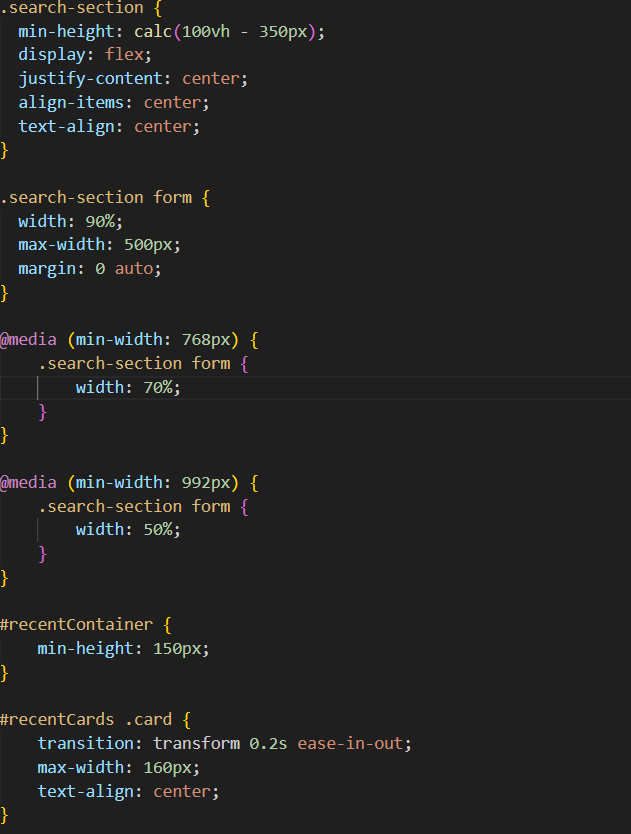 .search-section {
  min-height: calc(100vh - 350px);
  display: flex;
  justify-content: center;
  align-items: center;
  text-align: center;
}

.search-section form {
  width: 90%;
  max-width: 500px;
  margin: 0 auto;
}

@media (min-width: 768px) {
    .search-section form {
        width: 70%;
    }
}

@media (min-width: 992px) {
    .search-section form {
        width: 50%;
    }
}

#recentContainer {
    min-height: 150px;
}

#recentCards .card {
    transition: transform 0.2s ease-in-out;
    max-width: 160px;
    text-align: center;
}